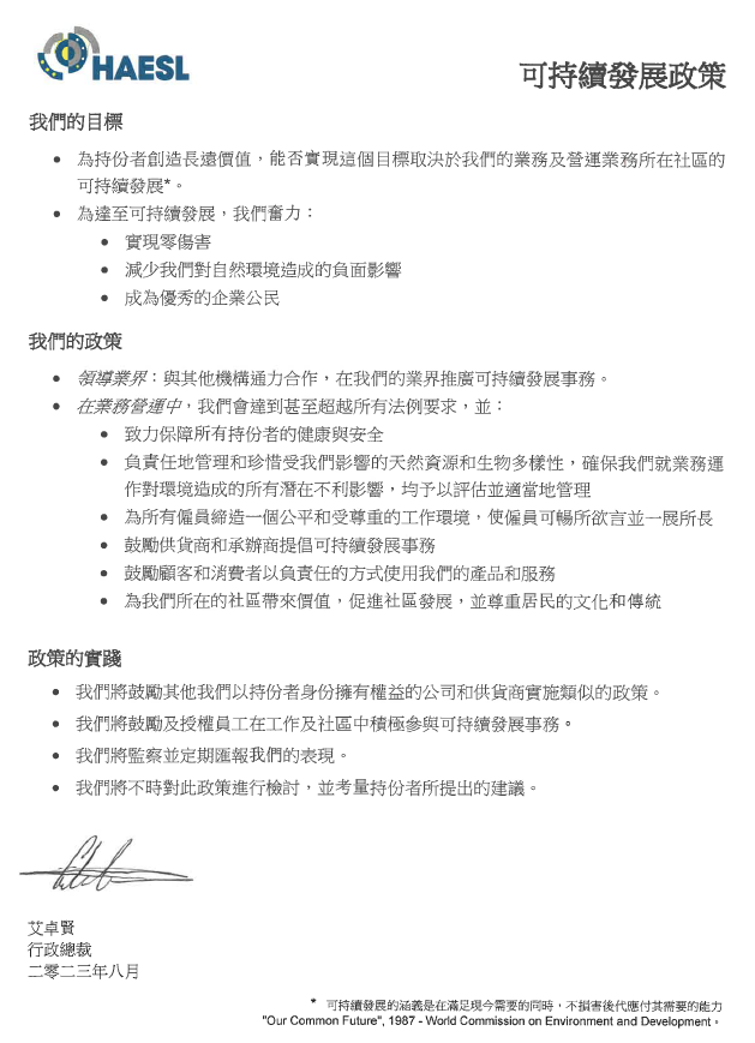 HAESL
可持續發展政策
我們的目標
• 為持份者創造長遠價值，能否實現這個目標取決於我們的業務及營運業務所在社區的
可持續發展*。
• 為達至可持續發展，我們奮力：
• 實現零傷害
• 減少我們對自然環境造成的負面影響
• 成為優秀的企業公民
我們的政策
• 領導業界：與其他機構通力合作，在我們的業界推廣可持續發展事務。
• 在業務營運中，我們會達到甚至超越所有法例要求，並：
• 致力保障所有持份者的健康與安全
• 負責任地管理和珍惜受我們影響的天然資源和生物多樣性，確保我們就業務運
作對環境造成的所有潛在不利影響，均予以評估並適當地管理
• 為所有僱員締造一個公平和受尊重的工作環境，使僱員可暢所欲言並一展所長
• 鼓勵供貨商和承辦商提倡可持續發展事務
• 鼓勵顧客和消費者以負責任的方式使用我們的產品和服務
• 為我們所在的社區帶來價值，促進社區發展，並尊重居民的文化和傳統
政策的實踐
• 我們將鼓勵其他我們以持份者身份擁有權益的公司和供貨商實施類似的政策。
• 我們將鼓勵及授權員工在工作及社區中積極參與可持續發展事務。
• 我們將監察並定期匯報我們的表現。
• 我們將不時對此政策進行檢討，並考量持份者所提出的建議。
艾卓賢
行政總裁
二零二三年八月
* 可持續發展的涵義是在滿足現今需要的同時，不損害後代應付其需要的能力
"Our Common Future", 1987 - World Commission on Environment and Development。